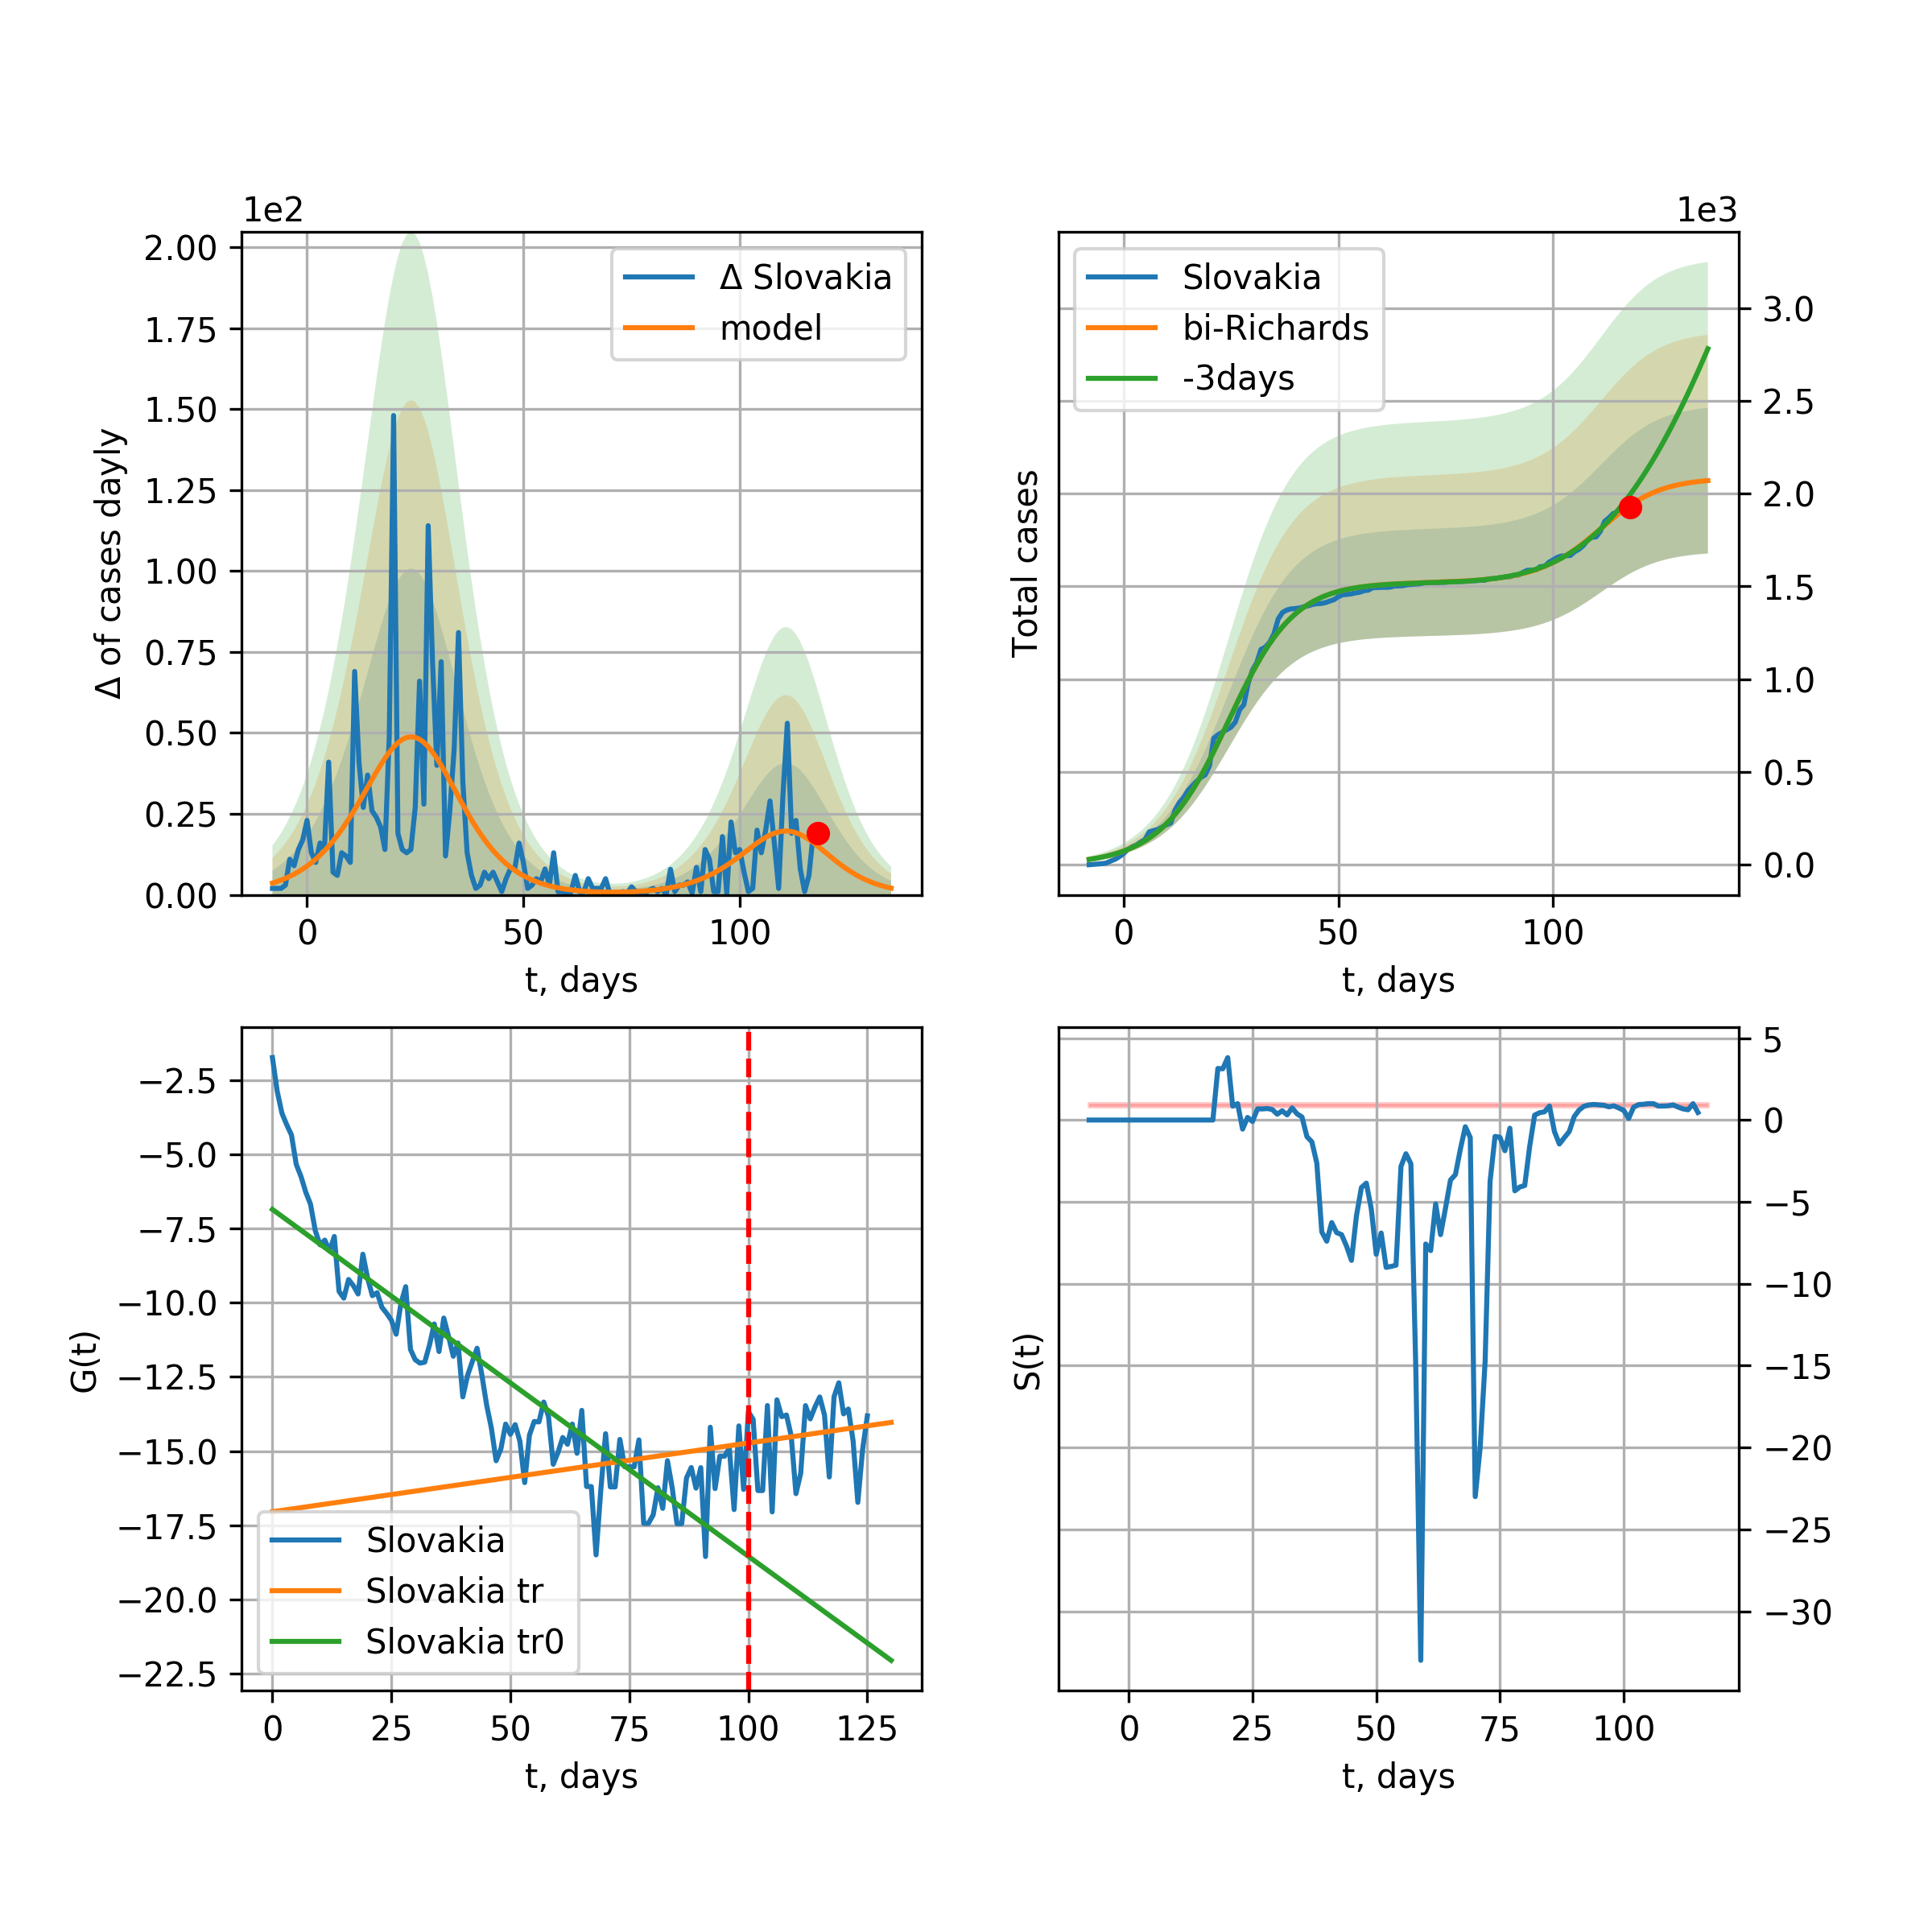 1e2
2.00
1.75
1.50
1.25
1.00
0.75
0.50
0.25
0.00
Δ of cases dayly
Δ Slovakia
model
0 50 100
t, days
1e3
Slovakia
bi-Richards
-3days
Total cases
3.0
2.5
2.0
1.5
1.0
0.5
0.0
0 50 100
t, days
−2.5
−5.0
−7.5
−10.0
−12.5
−15.0
−17.5
−20.0
−22.5
G(t)
Slovakia
Slovakia tr
Slovakia tr0
0 25 50 75 100 125
t, days
S(t)
5
0
−5
−10
−15
−20
−25
−30
0 25 50 75 100
t, days